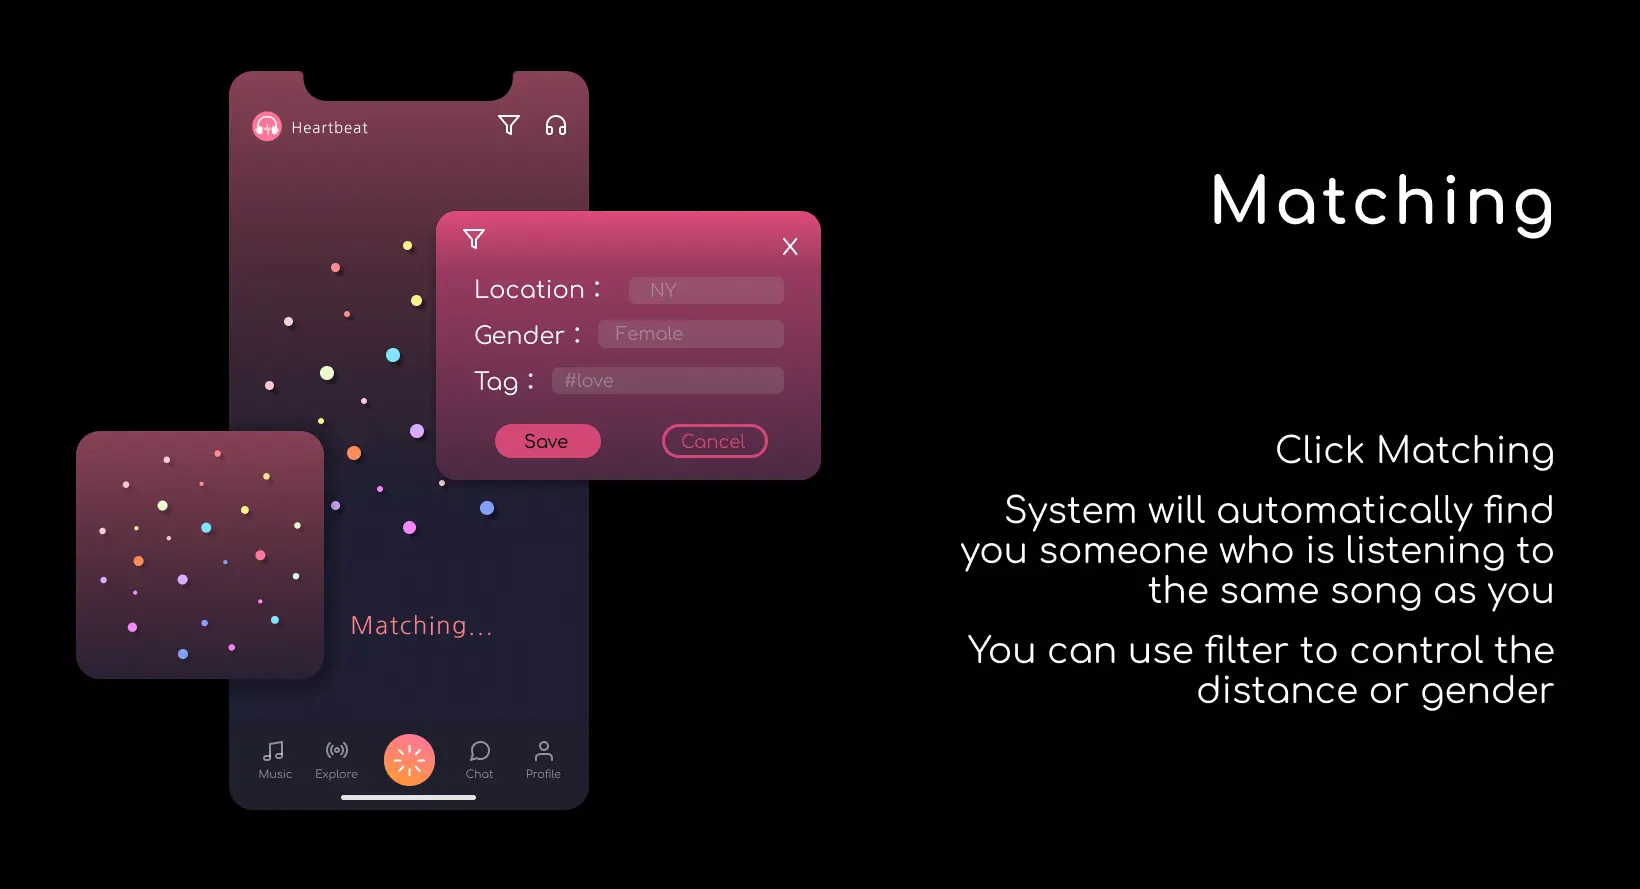 Heartbeat
Location：
NY
Gender：
Female
Tag：
#love
Save
Cancel
X
Matching...
Music
Explore
Chat
Profile
Matching
Click Matching
System will automatically find
you someone who is listening to
the same song as you
You can use filter to control the
distance or gender